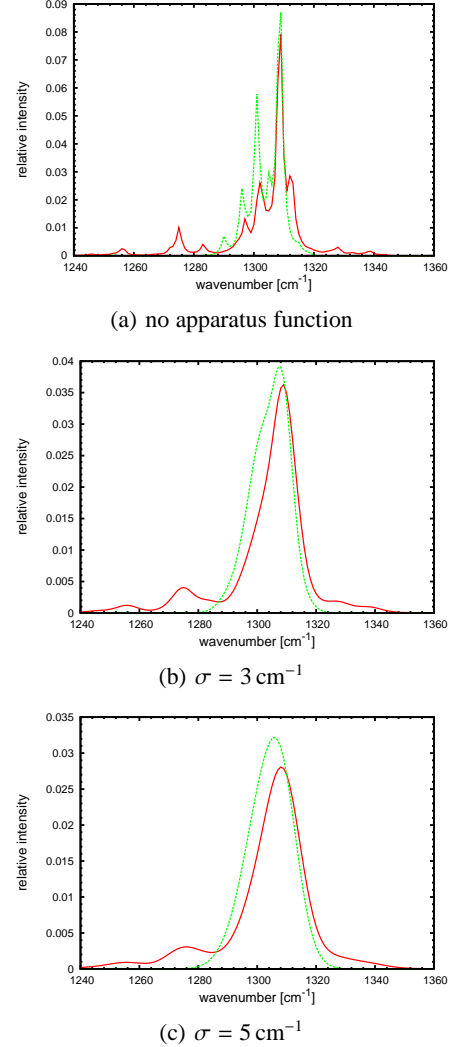 0.09
0.08
0.07
0.06
0.05
0.04
0.03
0.02
0.01
0
relative intensity
1240 1260 1280 1300 1320 1340 1360
wavenumber [cm⁻¹]
(a) no apparatus function
0.04
0.035
0.03
0.025
0.02
0.015
0.01
0.005
0
relative intensity
1240 1260 1280 1300 1320 1340 1360
wavenumber [cm⁻¹]
(b) σ = 3 cm⁻¹
0.035
0.03
0.025
0.02
0.015
0.01
0.005
0
relative intensity
1240 1260 1280 1300 1320 1340 1360
wavenumber [cm⁻¹]
(c) σ = 5 cm⁻¹